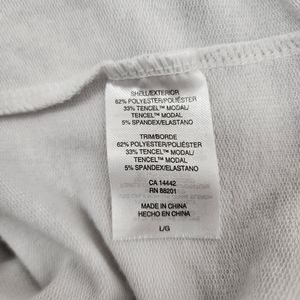 SHELL/EXTERIOR
62% POLYESTER/POLIÉSTER
33% TENCEL™ MODAL/
TENCEL™ MODAL
5% SPANDEX/ELASTANO
TRIM/BORDE
62% POLYESTER/POLIÉSTER
33% TENCEL™ MODAL/
TENCEL™ MODAL
5% SPANDEX/ELASTANO
CA 14442
RN 88201
MADE IN CHINA
HECHO EN CHINA
L/G